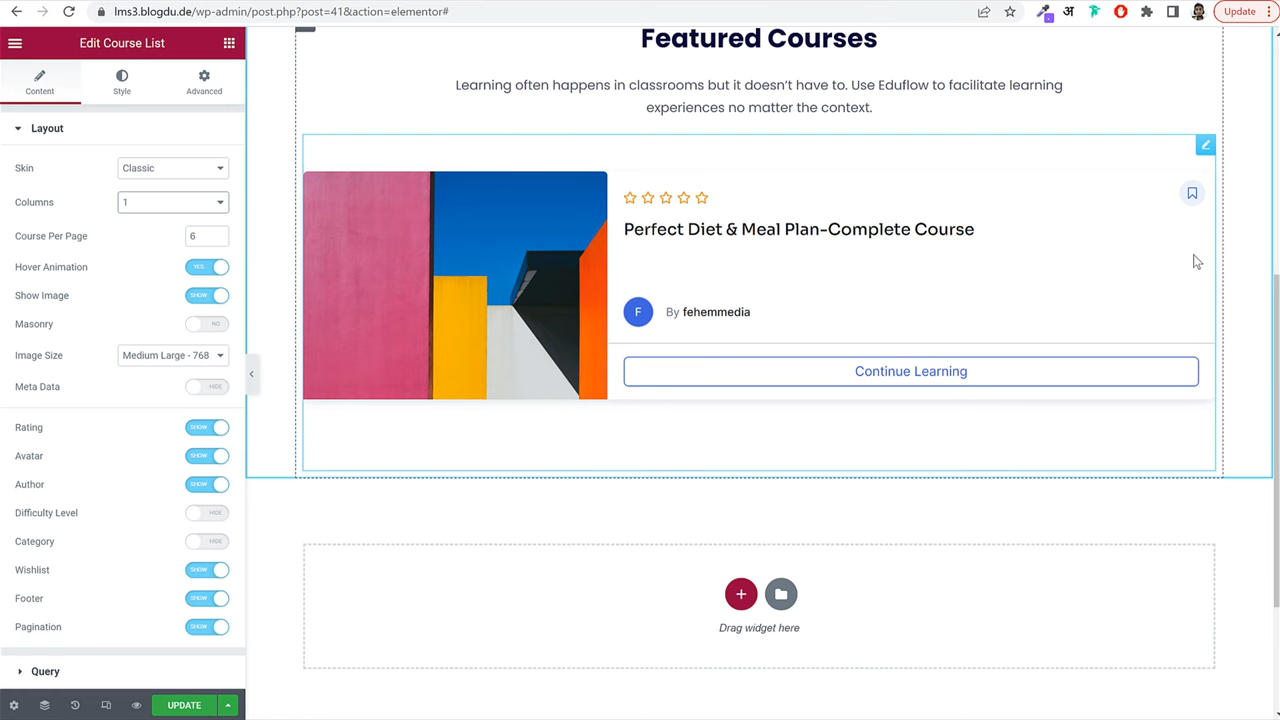 lms3.blogdu.de/wp-admin/post.php?post=41&action=elementor#
अ
Update
Edit Course List
Content
Style
Advanced
Layout
Skin
Classic
Columns
1
Course Per Page
6
Hover Animation
YES
Show Image
SHOW
Masonry
NO
Image Size
Medium Large - 768
Meta Data
HIDE
Rating
SHOW
Avatar
SHOW
Author
SHOW
Difficulty Level
HIDE
Category
HIDE
Wishlist
SHOW
Footer
SHOW
Pagination
SHOW
Query
UPDATE
Featured Courses
Learning often happens in classrooms but it doesn't have to. Use Eduflow to facilitate learning
experiences no matter the context.
Perfect Diet & Meal Plan-Complete Course
F
By fehemmedia
Continue Learning
Drag widget here